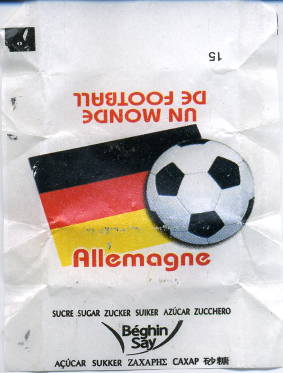 15
UN MONDE
DE FOOTBALL
Allemagne
SUCRE SUGAR ZUCKER SUIKER AZÚCAR ZUCCHERO
Béghin
Say
AÇÚCAR SUKKER ΖΑΧΑΡΗΣ CAXAP 砂糖